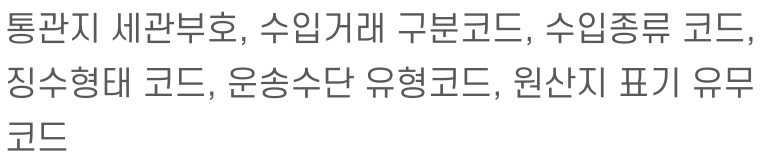 통관지 세관부호, 수입거래 구분코드, 수입종류 코드,
징수형태 코드, 운송수단 유형코드, 원산지 표기 유무
코드